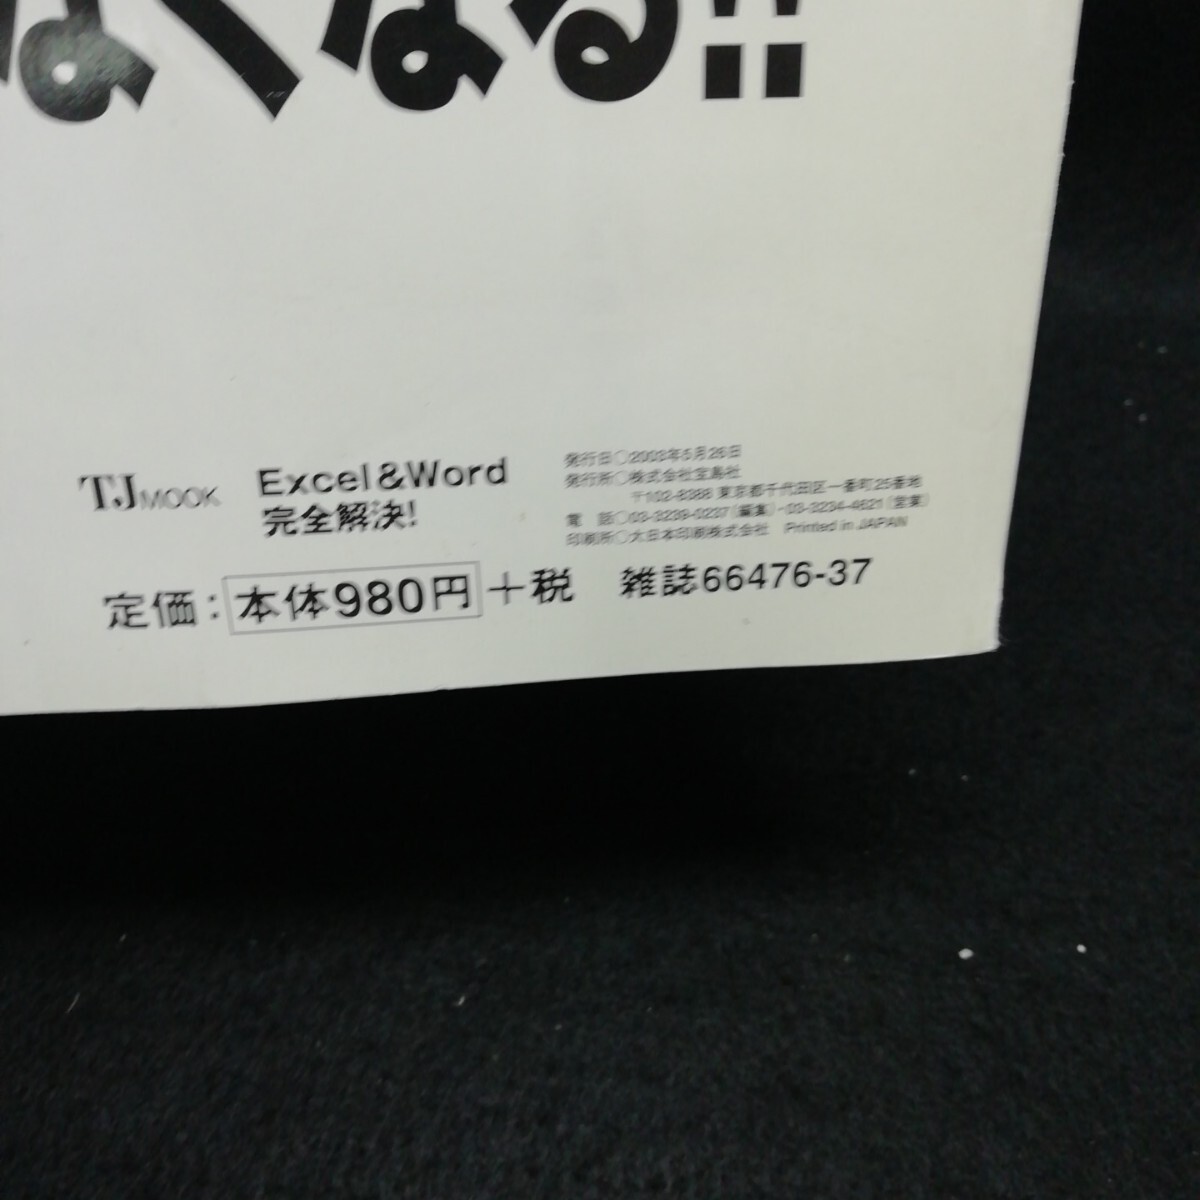 なくなる!!
TJ MOOK
Excel&Word
完全解決!
発行日○2003年5月26日
発行所○株式会社宝島社
〒102-8388 東京都千代田区一番町25番地
電 話○03-3239-0237(編集)・03-3234-4621(営業)
印刷所○大日本印刷株式会社 Printed in JAPAN
定価:本体980円+税 雑誌66476-37